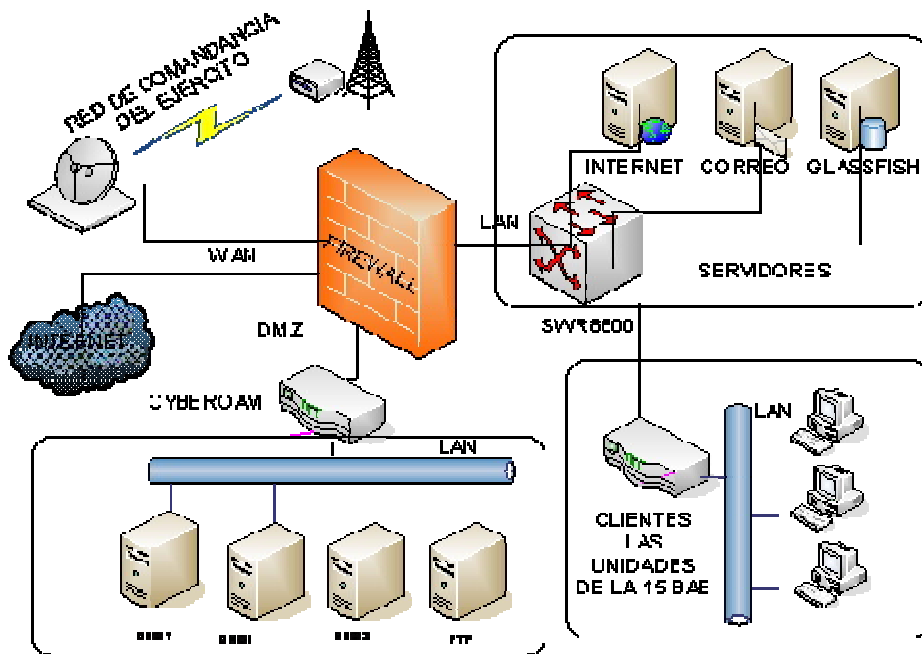 RED DE COMANDANCIA
DEL EJERCITO
INTERNET
CORREO
GLASSFISH
FIREWALL
LAN
WAN
SERVIDORES
INTERNET
DMZ
CYBEROAM
LAN
LAN
CLIENTES
LAS
UNIDADES
DE LA 15 BAE
FTP